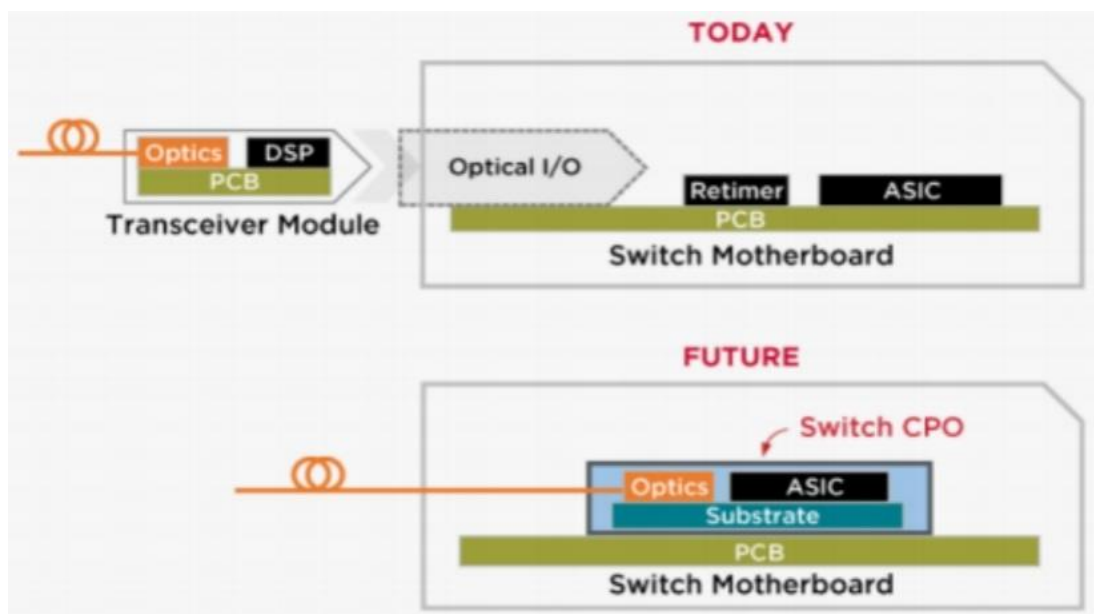 TODAY
Optics DSP
PCB
Transceiver Module
Optical I/O
Retimer ASIC
PCB
Switch Motherboard
FUTURE
Switch CPO
Optics ASIC
Substrate
PCB
Switch Motherboard